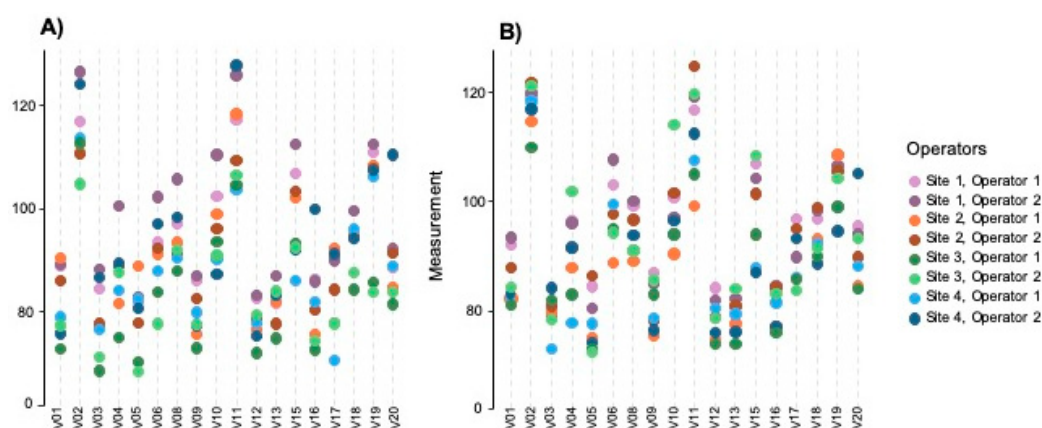 A)
120
100
80
0
V01 V02 V03 V04 V05 V06 V08 V09 V10 V11 V12 V13 V15 V16 V17 V18 V19 V20
B)
Measurement
120
100
80
0
V01 V02 V03 V04 V05 V06 V08 V09 V10 V11 V12 V13 V15 V16 V17 V18 V19 V20
Operators
Site 1, Operator 1
Site 1, Operator 2
Site 2, Operator 1
Site 2, Operator 2
Site 3, Operator 1
Site 3, Operator 2
Site 4, Operator 1
Site 4, Operator 2